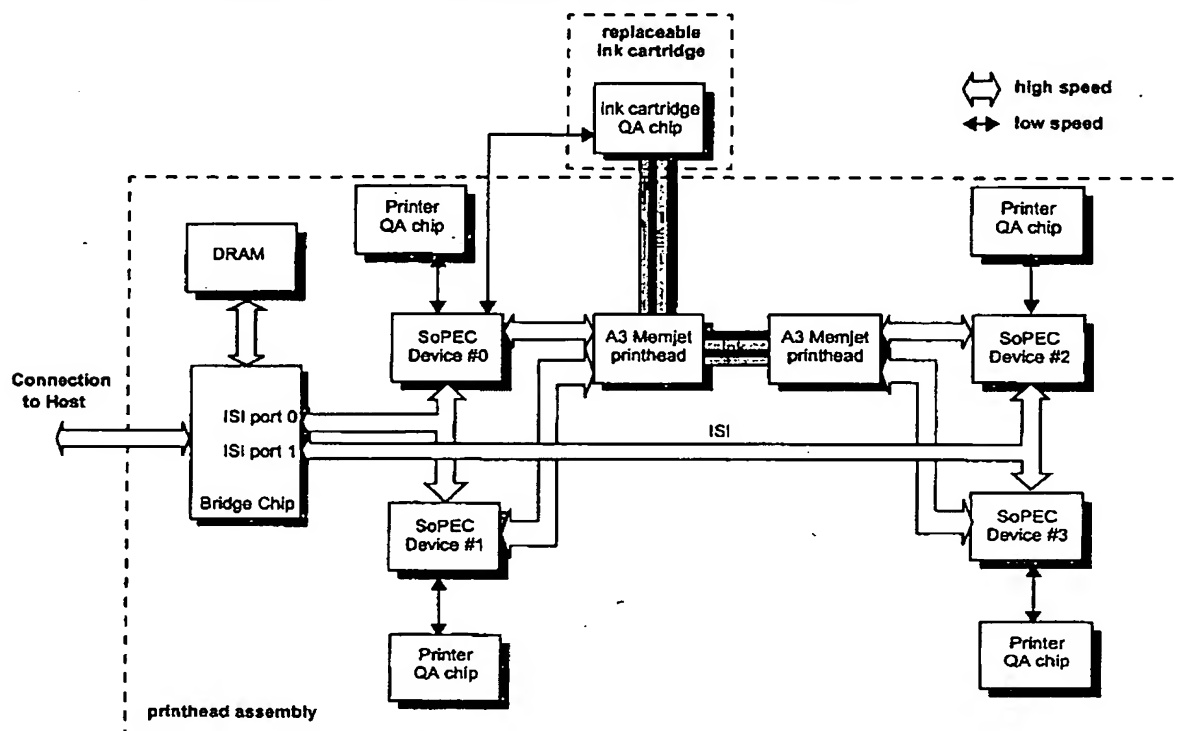 replaceable
ink cartridge
ink cartridge
QA chip
high speed
low speed
Printer
QA chip
Printer
QA chip
DRAM
SoPEC
Device #0
A3 Memjet
printhead
ink
A3 Memjet
printhead
SoPEC
Device #2
Connection
to Host
ISI port 0
ISI port 1
Bridge Chip
ISI
SoPEC
Device #1
SoPEC
Device #3
Printer
QA chip
Printer
QA chip
printhead assembly